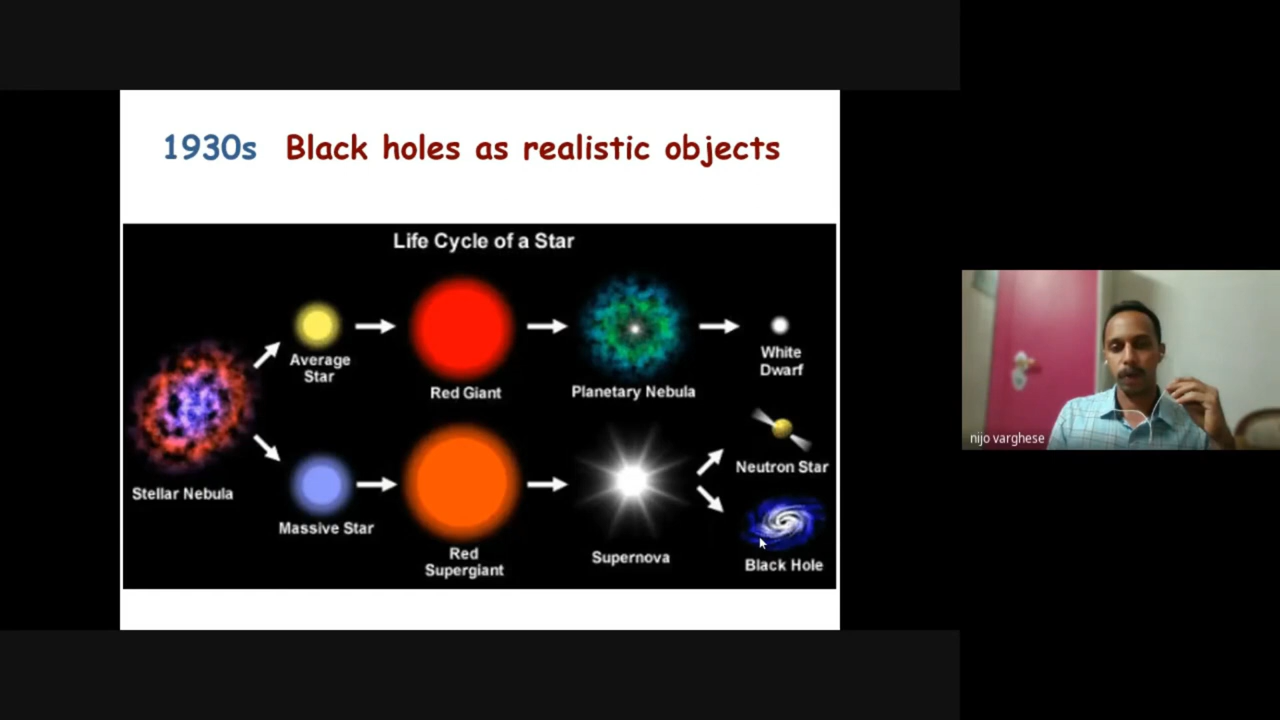 1930s Black holes as realistic objects
Life Cycle of a Star
Average
Star
Red Giant
Planetary Nebula
White
Dwarf
Stellar Nebula
Massive Star
Red
Supergiant
Supernova
Neutron Star
Black Hole
nijo varghese